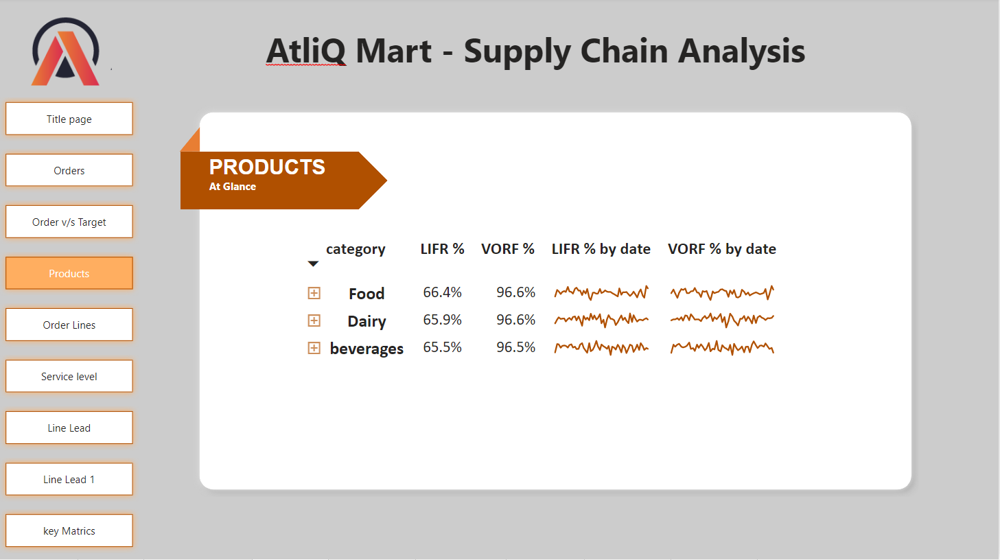 AtliQ Mart - Supply Chain Analysis
Title page
Orders
Order v/s Target
Products
Order Lines
Service level
Line Lead
Line Lead 1
key Matrics
PRODUCTS
At Glance
category LIFR % VORF % LIFR % by date VORF % by date
Food 66.4% 96.6%
Dairy 65.9% 96.6%
beverages 65.5% 96.5%